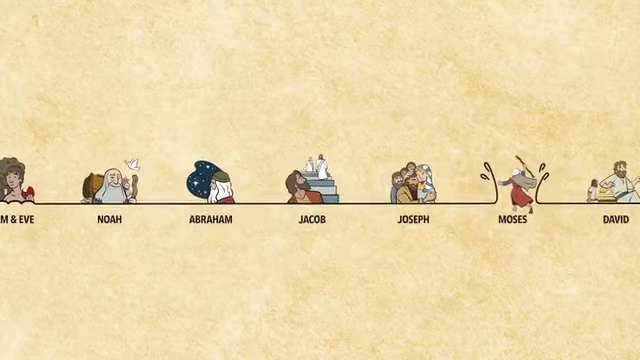 M & EVE
NOAH
ABRAHAM
JACOB
JOSEPH
MOSES
DAVID